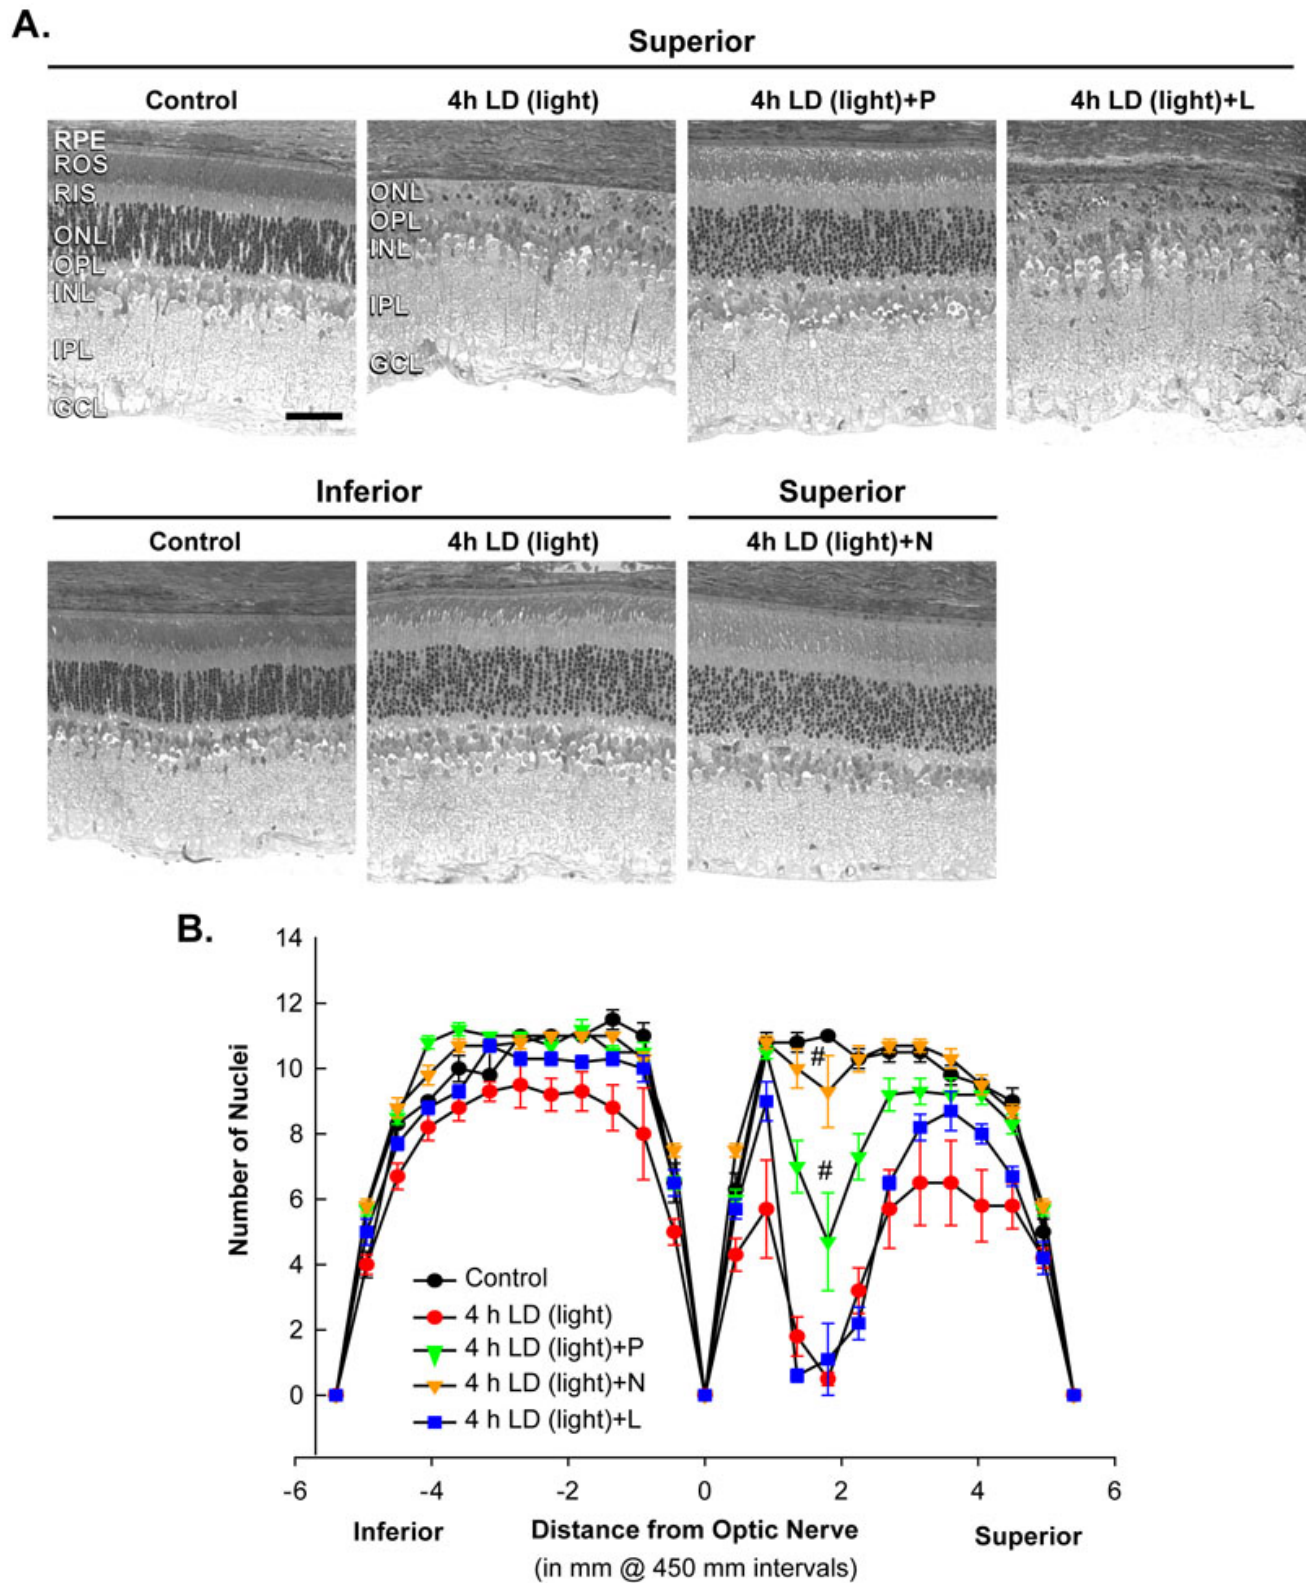 A.
Superior
Control
4h LD (light)
4h LD (light)+P
4h LD (light)+L
RPE
ROS
RIS
ONL
OPL
INL
IPL
GCL
ONL
OPL
INL
IPL
GCL
Inferior
Superior
Control
4h LD (light)
4h LD (light)+N
B.
Number of Nuclei
14
12
10
8
6
4
2
0
#
#
Control
4 h LD (light)
4 h LD (light)+P
4 h LD (light)+N
4 h LD (light)+L
-6 -4 -2 0 2 4 6
Inferior Distance from Optic Nerve Superior
(in mm @ 450 mm intervals)